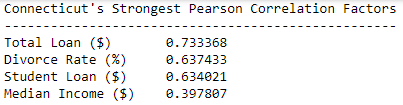 Connecticut's Strongest Pearson Correlation Factors
---------------------------------------------------
Total Loan ($) 0.733368
Divorce Rate (%) 0.637433
Student Loan ($) 0.634021
Median Income ($) 0.397807